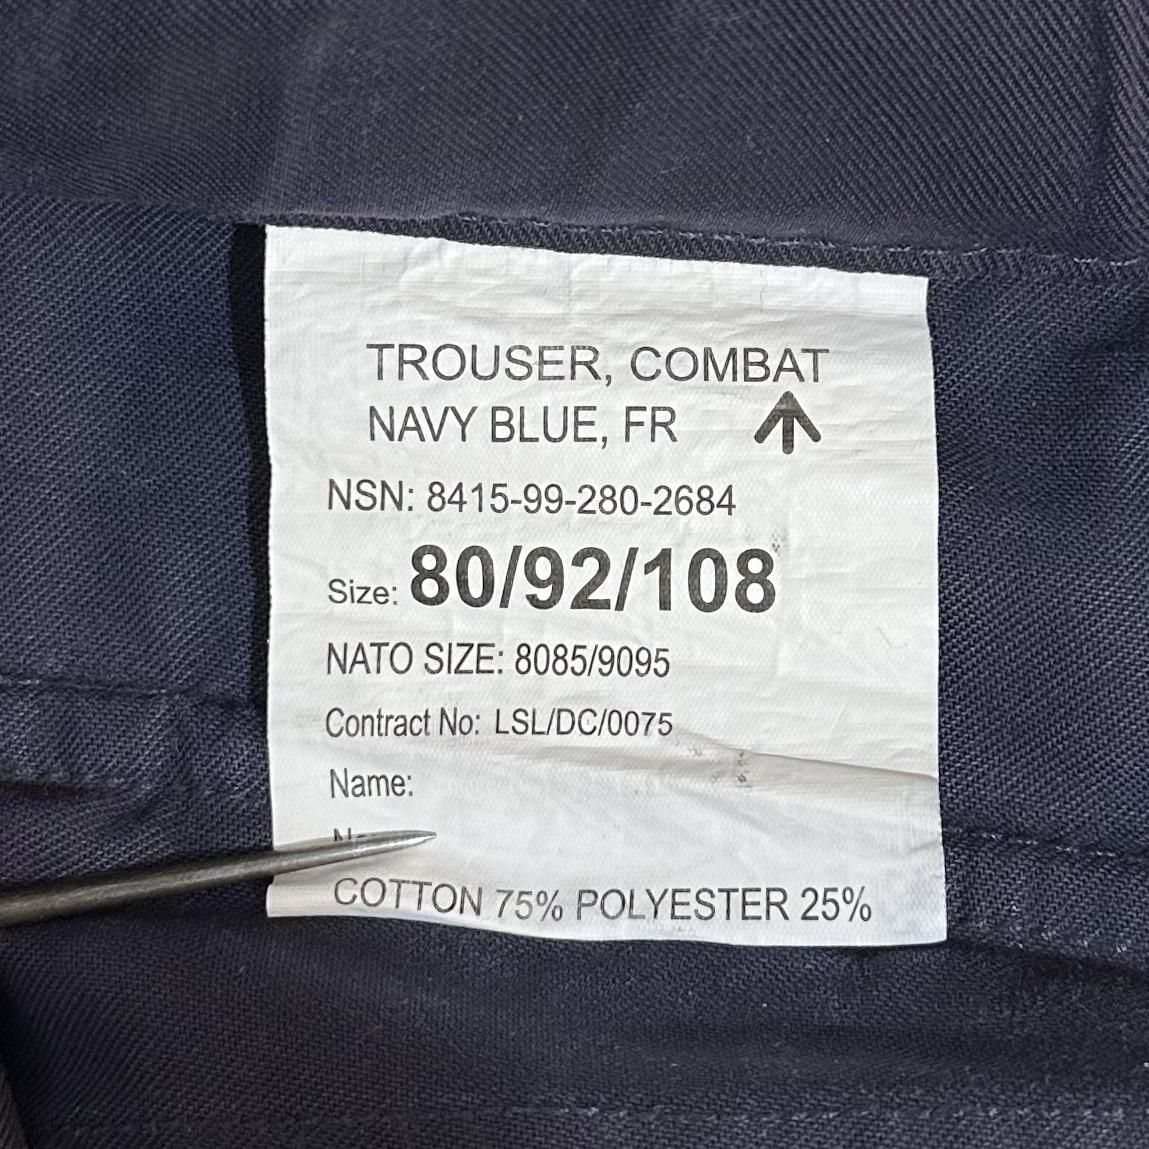 TROUSER, COMBAT
NAVY BLUE, FR
NSN: 8415-99-280-2684
Size: 80/92/108
NATO SIZE: 8085/9095
Contract No: LSL/DC/0075
Name:
COTTON 75% POLYESTER 25%